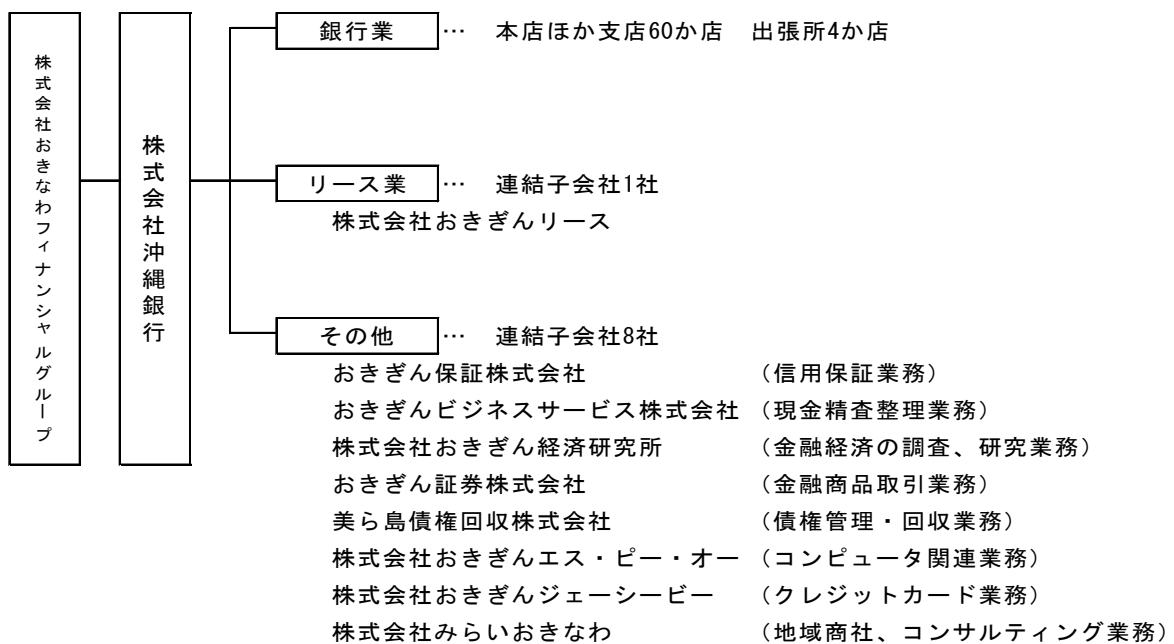 株式会社おきなわフィナンシャルグループ
株式会社沖縄銀行
銀行業 … 本店ほか支店60か店 出張所4か店
リース業 … 連結子会社1社
株式会社おきぎんリース
その他 … 連結子会社8社
おきぎん保証株式会社 （信用保証業務）
おきぎんビジネスサービス株式会社 （現金精査整理業務）
株式会社おきぎん経済研究所 （金融経済の調査、研究業務）
おきぎん証券株式会社 （金融商品取引業務）
美ら島債権回収株式会社 （債権管理・回収業務）
株式会社おきぎんエス・ピー・オー （コンピュータ関連業務）
株式会社おきぎんジェーシービー （クレジットカード業務）
株式会社みらいおきなわ （地域商社、コンサルティング業務）